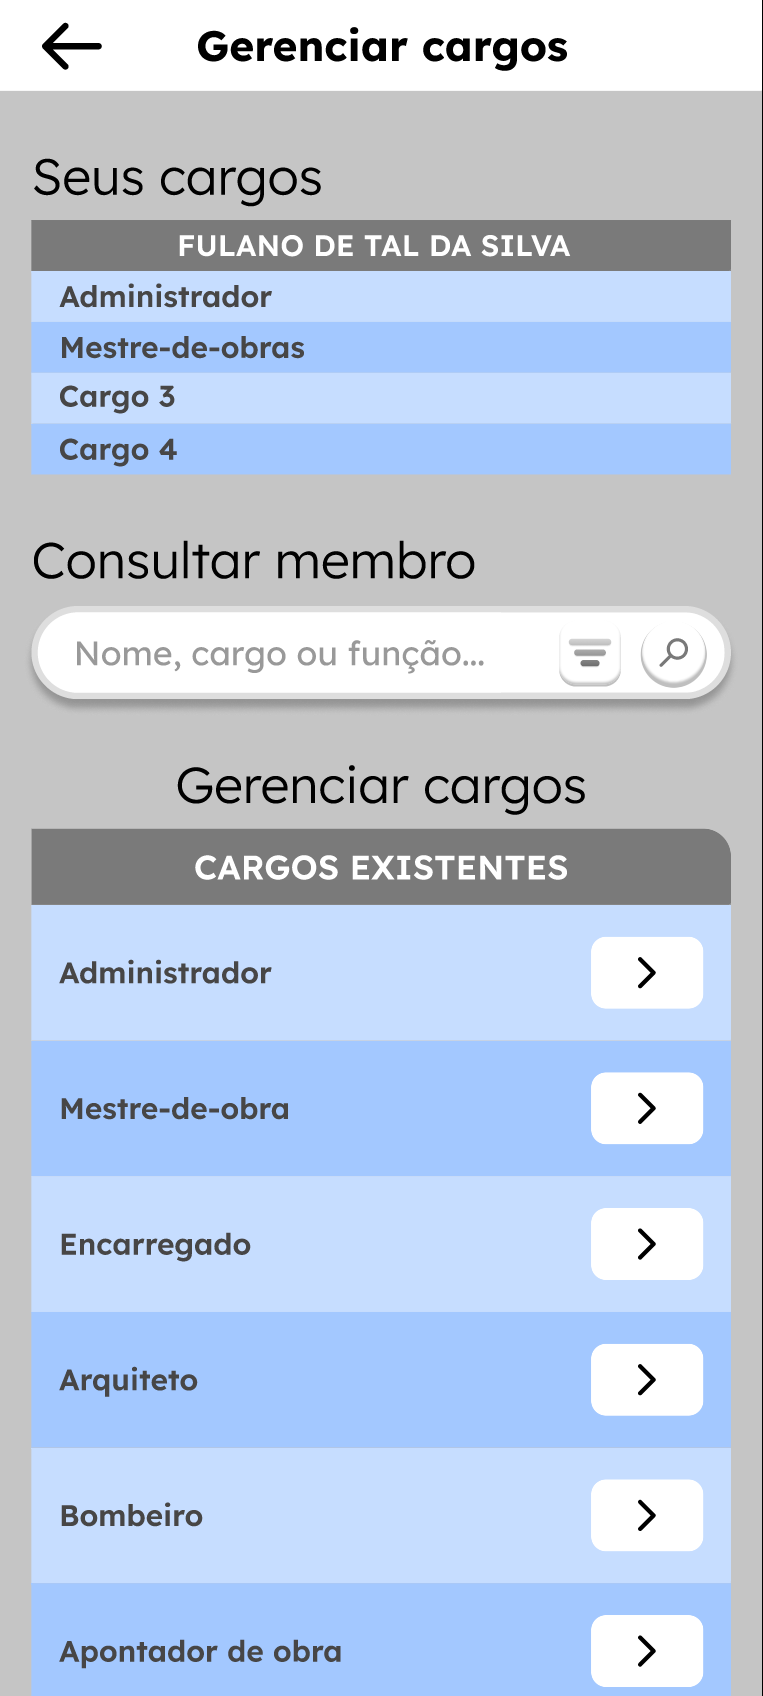 Gerenciar cargos
Seus cargos
FULANO DE TAL DA SILVA
Administrador
Mestre-de-obras
Cargo 3
Cargo 4
Consultar membro
Nome, cargo ou função...
Gerenciar cargos
CARGOS EXISTENTES
Administrador
Mestre-de-obra
Encarregado
Arquiteto
Bombeiro
Apontador de obra